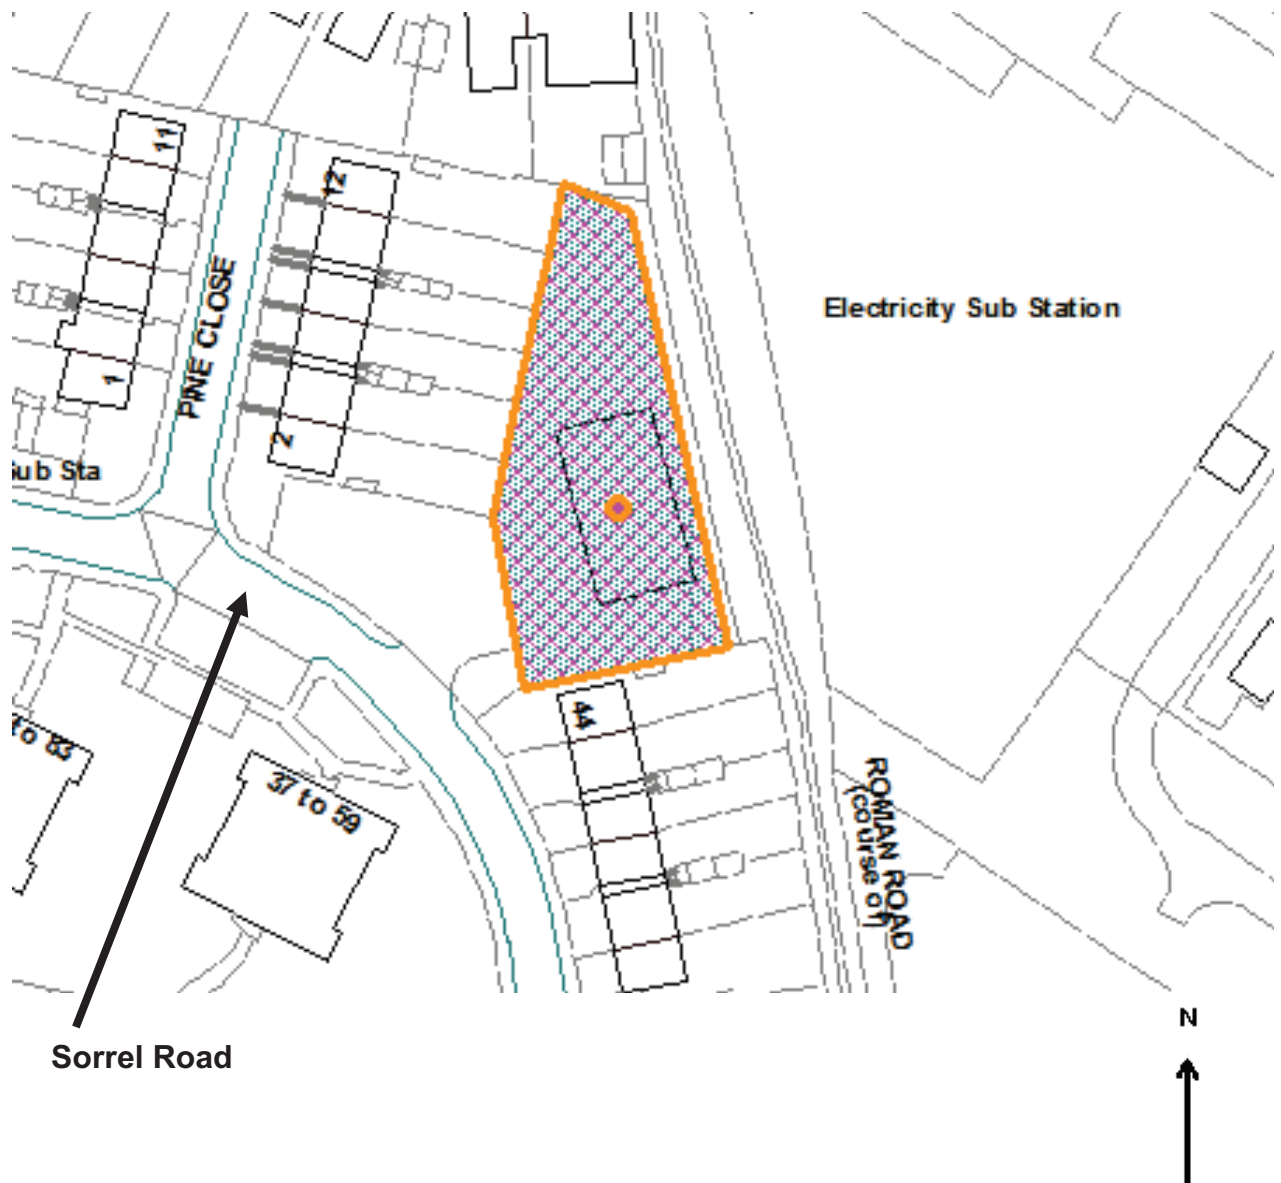 11
12
PINE CLOSE
Electricity Sub Station
1
2
Sub Sta
44
to 83
37 to 59
ROMAN ROAD
(course of)
N
Sorrel Road